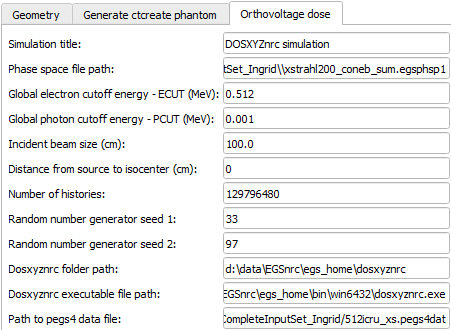 Geometry Generate ctcreate phantom Orthovoltage dose
Simulation title: DOSXYZnrc simulation
Phase space file path: tSet_Ingrid\\xstrahl200_coneb_sum.egsphsp1
Global electron cutoff energy - ECUT (MeV): 0.512
Global photon cutoff energy - PCUT (MeV): 0.001
Incident beam size (cm): 100.0
Distance from source to isocenter (cm): 0
Number of histories: 129796480
Random number generator seed 1: 33
Random number generator seed 2: 97
Dosxyznrc folder path: d:\data\EGSnrc\egs_home\dosxyznrc
Dosxyznrc executable file path: EGSnrc\egs_home\bin\win6432\dosxyznrc.exe
Path to pegs4 data file: CompleteInputSet_Ingrid/512icru_xs.pegs4dat